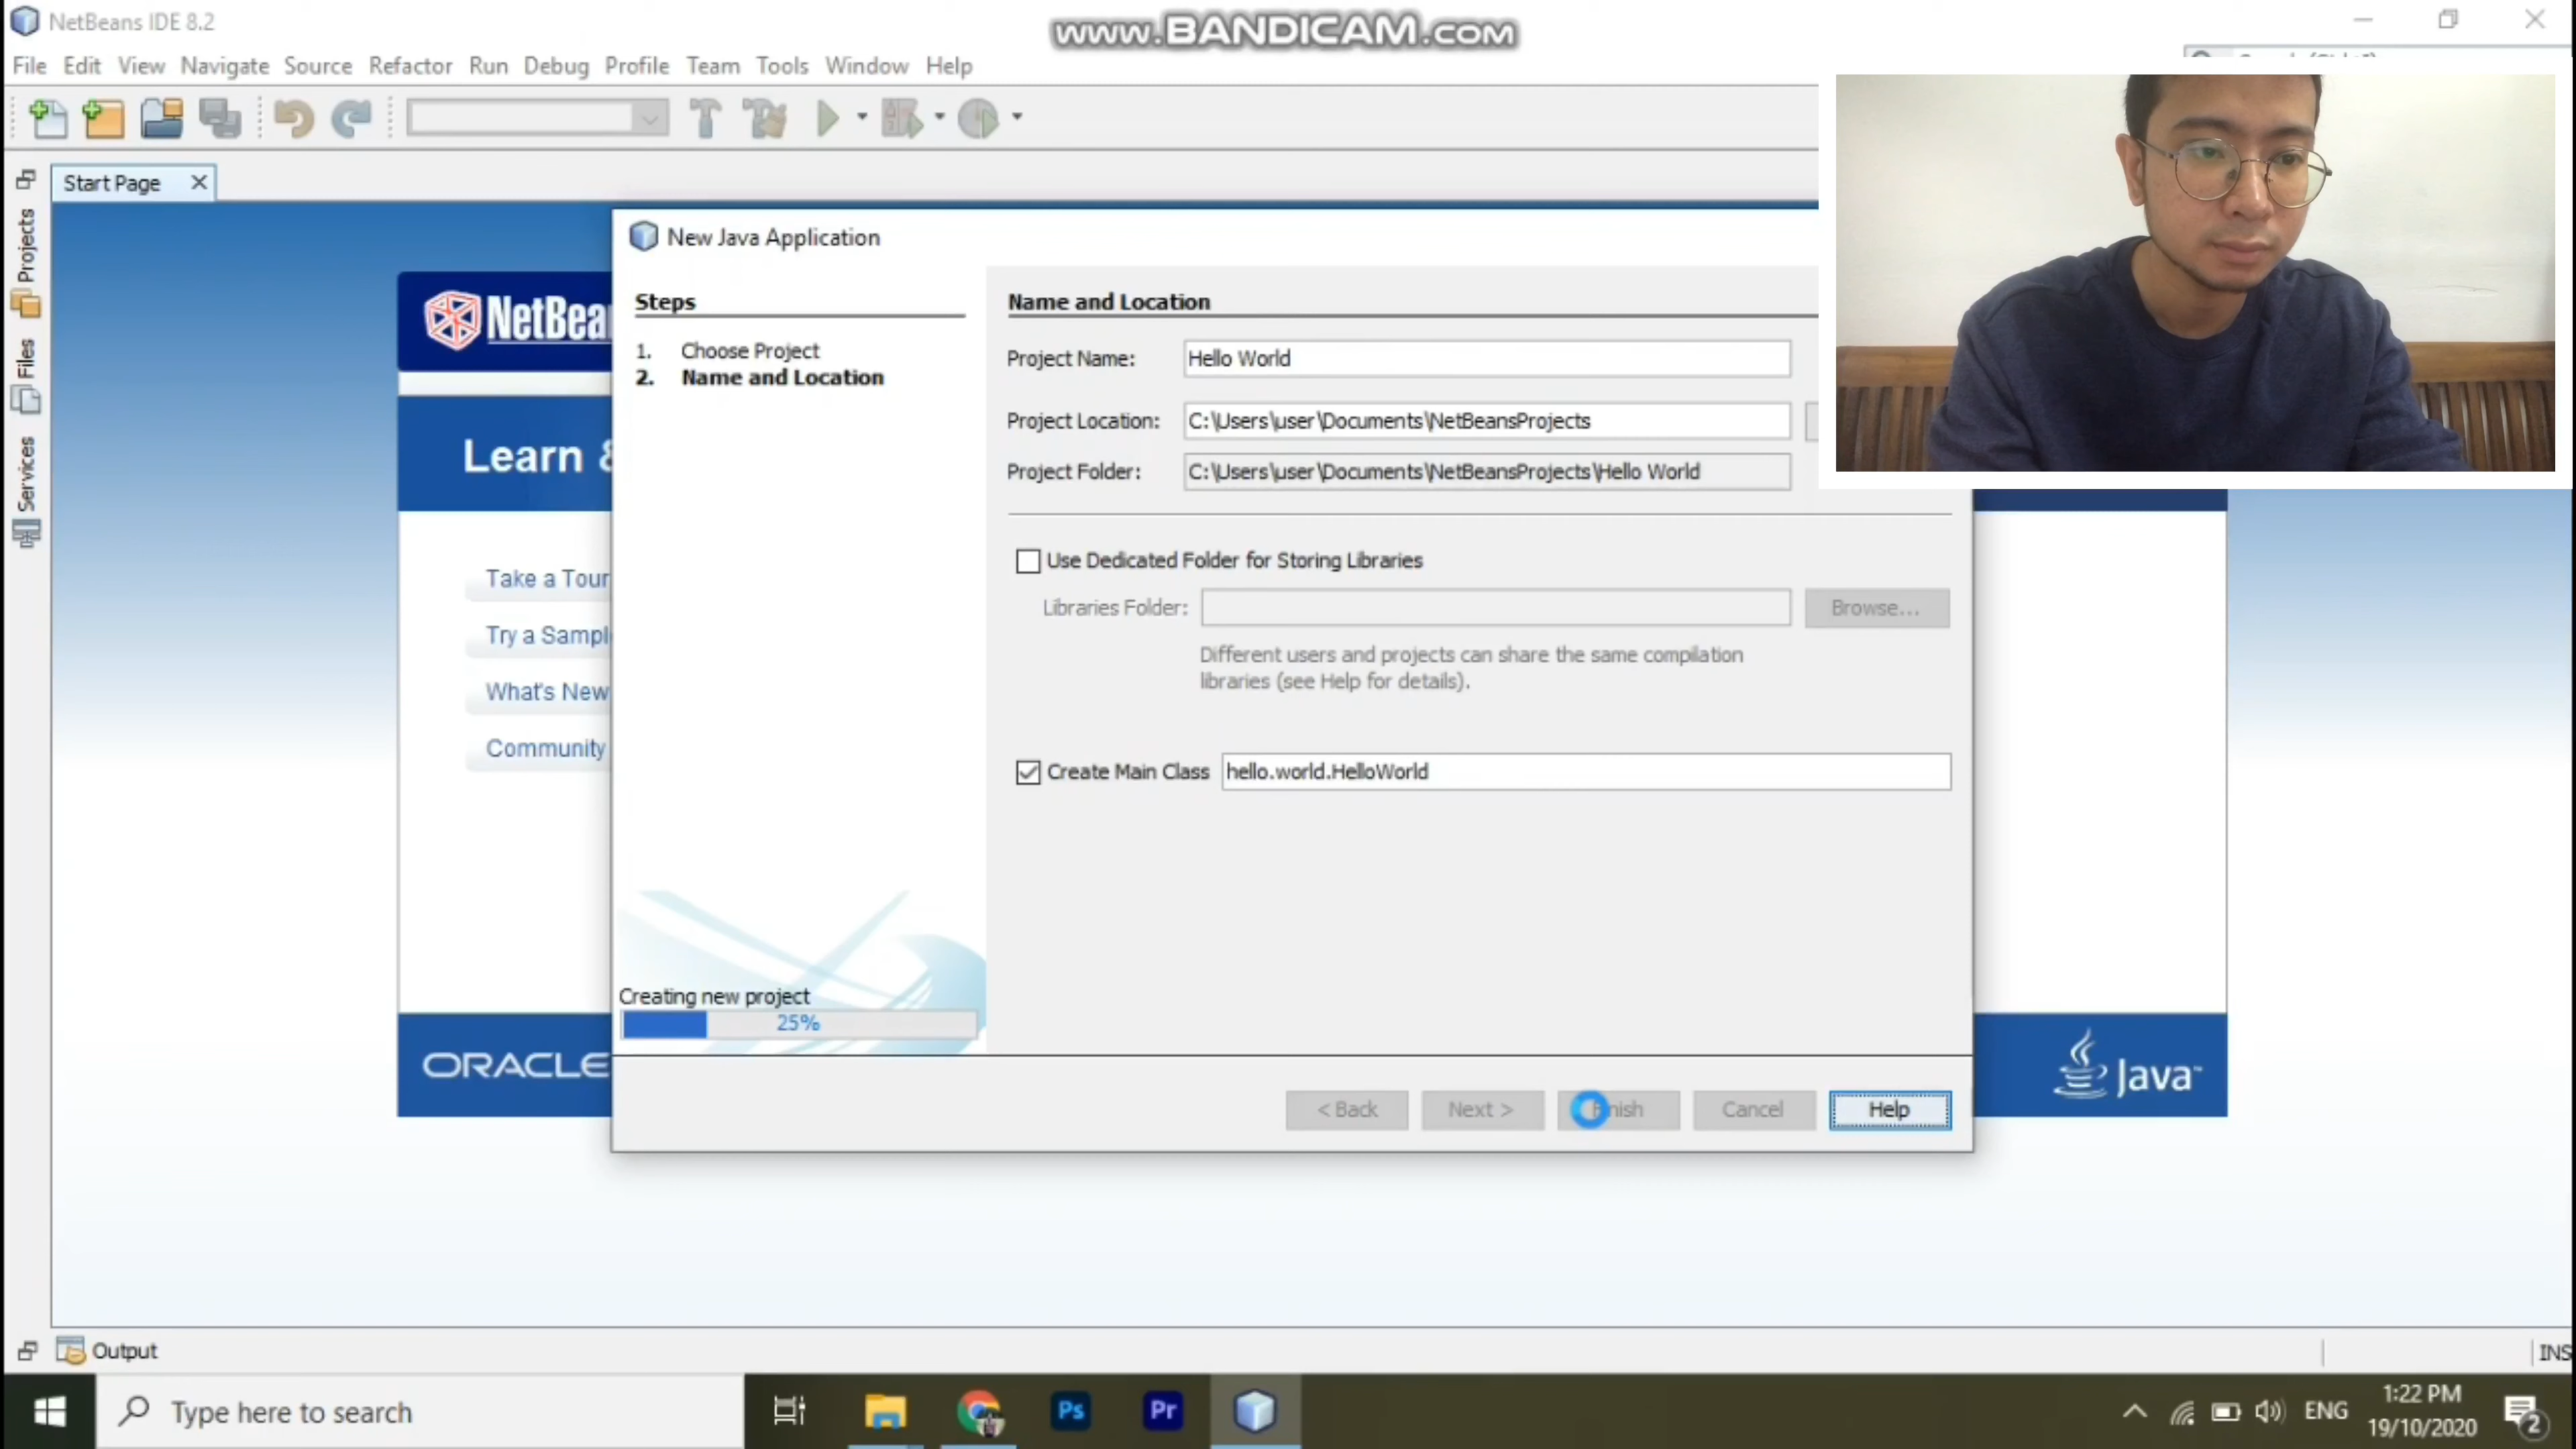 NetBeans IDE 8.2
www.BANDICAM.com
File Edit View Navigate Source Refactor Run Debug Profile Team Tools Window Help
Start Page
Projects
Files
Services
New Java Application
Steps
1. Choose Project
2. Name and Location
Name and Location
Project Name: Hello World
Project Location: C:\Users\user\Documents\NetBeansProjects
Project Folder: C:\Users\user\Documents\NetBeansProjects\Hello World
Use Dedicated Folder for Storing Libraries
Libraries Folder: Browse...
Different users and projects can share the same compilation
libraries (see Help for details).
Create Main Class hello.world.HelloWorld
NetBea
Learn &
Take a Tour
Try a Sampl
What's New
Community
Creating new project
25%
ORACLE
Java
< Back Next > Finish Cancel Help
Output
INS
Type here to search
Ps
Pr
ENG
1:22 PM
19/10/2020
2